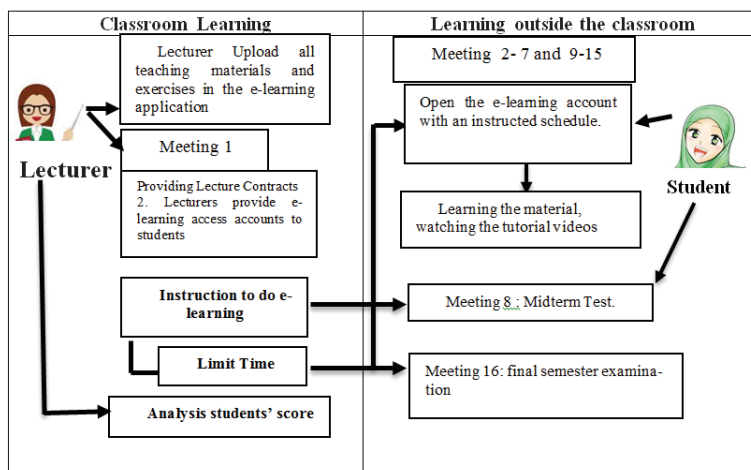 Classroom Learning
Learning outside the classroom
Lecturer Upload all
teaching materials and
exercises in the e-learning
application
Lecturer
Meeting 1
Providing Lecture Contracts
2. Lecturers provide e-
learning access accounts to
students
Instruction to do e-
learning
Limit Time
Analysis students’ score
Meeting 2- 7 and 9-15
Open the e-learning account
with an instructed schedule.
Student
Learning the material,
watching the tutorial videos
Meeting 8 : Midterm Test.
Meeting 16: final semester examina-
tion